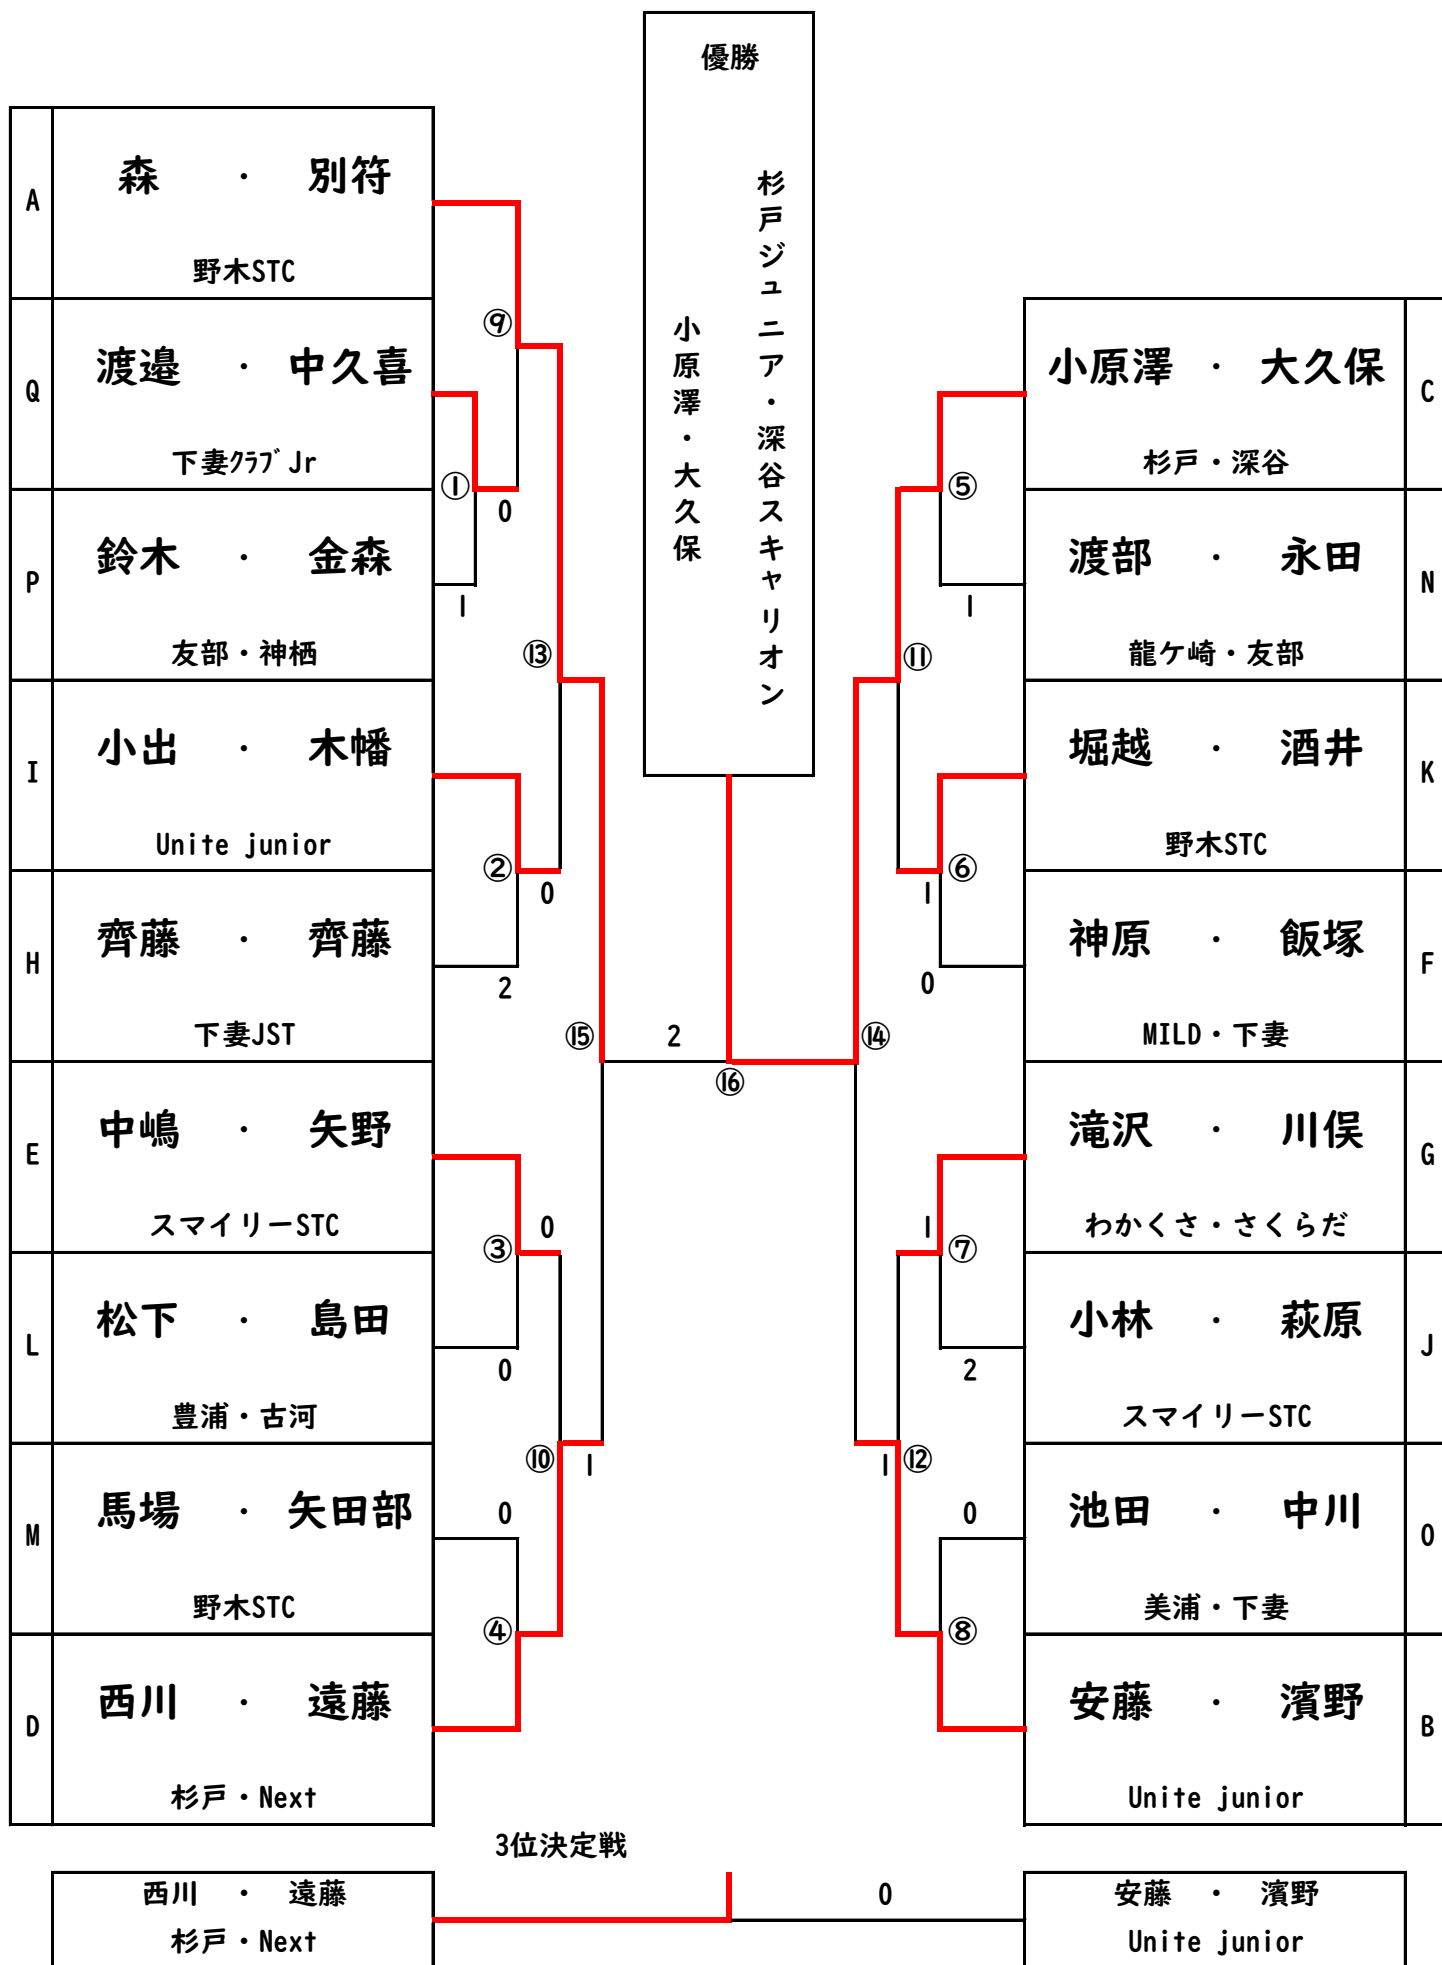 優勝
杉戸ジュニア・深谷スキャリオン
小原澤・大久保
A
森 ・ 別符
野木STC
Q
渡邉 ・ 中久喜
下妻ｸﾗﾌﾞJr
P
鈴木 ・ 金森
友部・神栖
I
小出 ・ 木幡
Unite junior
H
齊藤 ・ 齊藤
下妻JST
E
中嶋 ・ 矢野
スマイリーSTC
L
松下 ・ 島田
豊浦・古河
M
馬場 ・ 矢田部
野木STC
D
西川 ・ 遠藤
杉戸・Next
⑨
①
0
1
⑬
②
0
2
⑮
2
⑯
③
0
0
⑩
1
0
④
小原澤 ・ 大久保
杉戸・深谷
C
渡部 ・ 永田
龍ケ崎・友部
N
堀越 ・ 酒井
野木STC
K
神原 ・ 飯塚
MILD・下妻
F
滝沢 ・ 川俣
わかくさ・さくらだ
G
小林 ・ 萩原
スマイリーSTC
J
池田 ・ 中川
美浦・下妻
O
安藤 ・ 濱野
Unite junior
B
⑤
1
⑪
⑥
1
0
⑭
1
⑦
2
⑫
1
0
⑧
3位決定戦
西川 ・ 遠藤
杉戸・Next
0
安藤 ・ 濱野
Unite junior